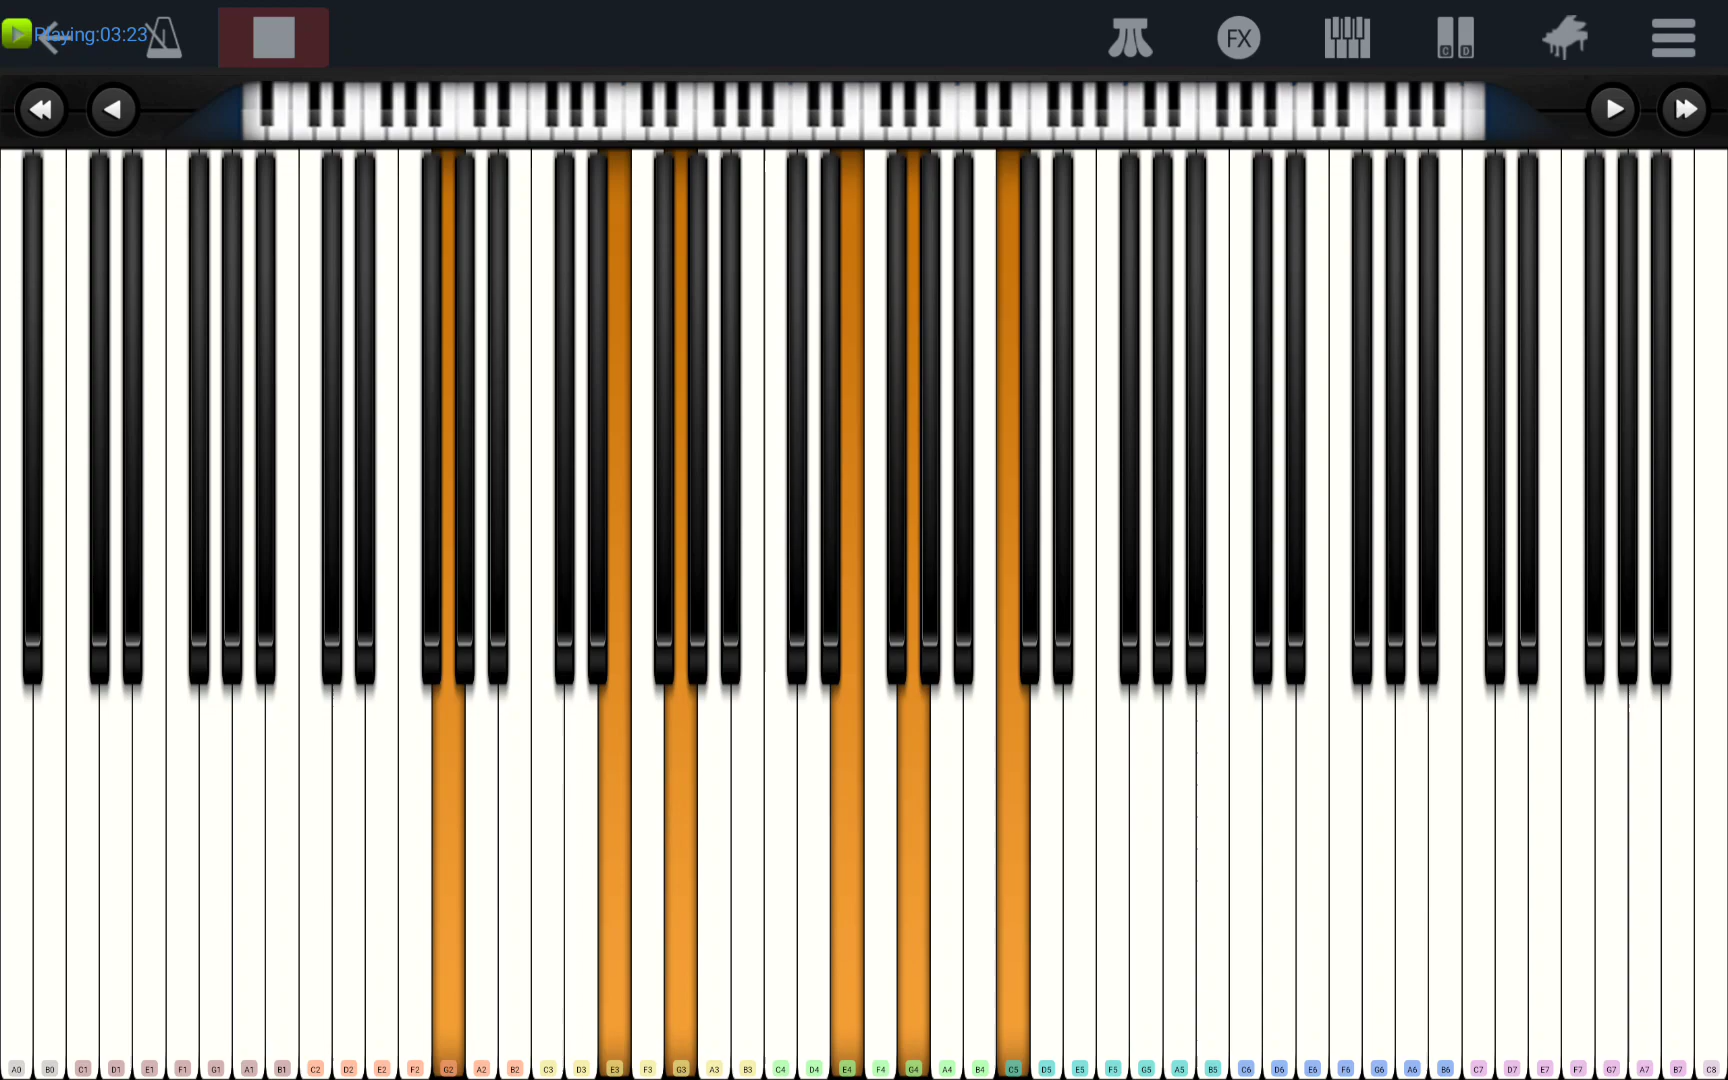 Playing:03:23
FX
C D
A0 B0 C1 D1 E1 F1 G1 A1 B1 C2 D2 E2 F2 G2 A2 B2 C3 D3 E3 F3 G3 A3 B3 C4 D4 E4 F4 G4 A4 B4 C5 D5 E5 F5 G5 A5 B5 C6 D6 E6 F6 G6 A6 B6 C7 D7 E7 F7 G7 A7 B7 C8